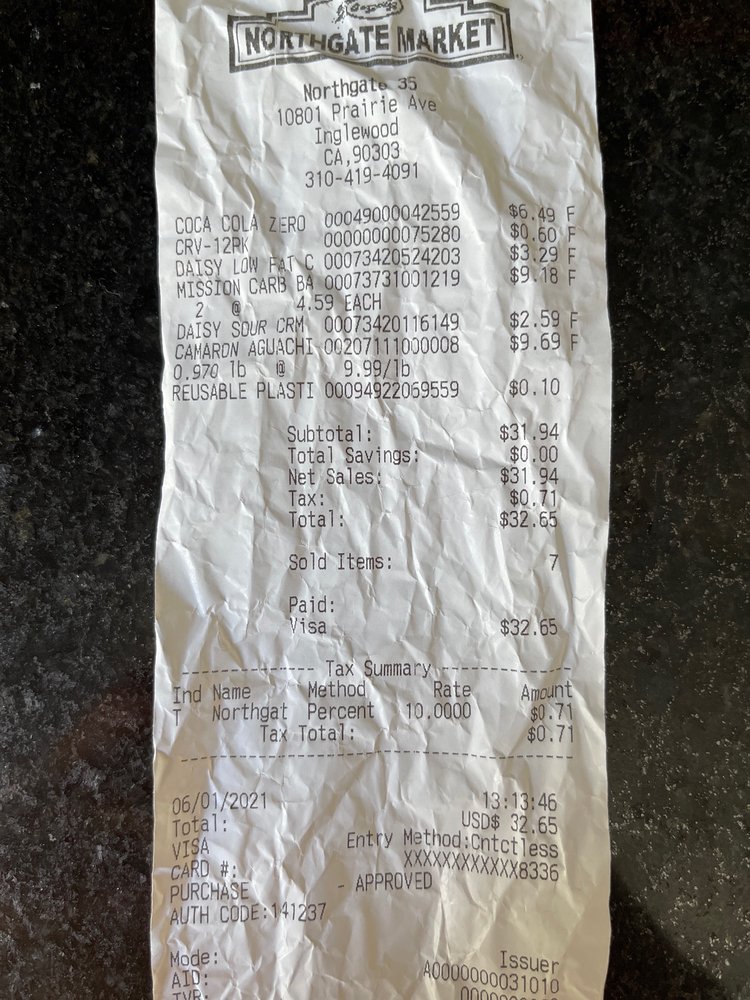 NORTHGATE MARKET
Northgate 35
10801 Prairie Ave
Inglewood
CA,90303
310-419-4091
COCA COLA ZERO 00049000042559 $6.49 F
CRV-12PK 00000000075280 $0.60 F
DAISY LOW FAT C 00073420524203 $3.29 F
MISSION CARB BA 00073731001219 $9.18 F
2 @ 4.59 EACH
DAISY SOUR CRM 00073420116149 $2.59 F
CAMARON AGUACHI 00207111000008 $9.69 F
0.970 lb @ 9.99/lb
REUSABLE PLASTI 00094922069559 $0.10
Subtotal: $31.94
Total Savings: $0.00
Net Sales: $31.94
Tax: $0.71
Total: $32.65
Sold Items: 7
Paid:
Visa $32.65
--------------- Tax Summary ---------------
Ind Name Method Rate Amount
T Northgat Percent 10.0000 $0.71
Tax Total: $0.71
06/01/2021 13:13:46
Total: USD$ 32.65
VISA Entry Method:Cntctless
CARD #: XXXXXXXXXXXX8336
PURCHASE - APPROVED
AUTH CODE:141237
Mode: Issuer
AID: A0000000031010
TVR: